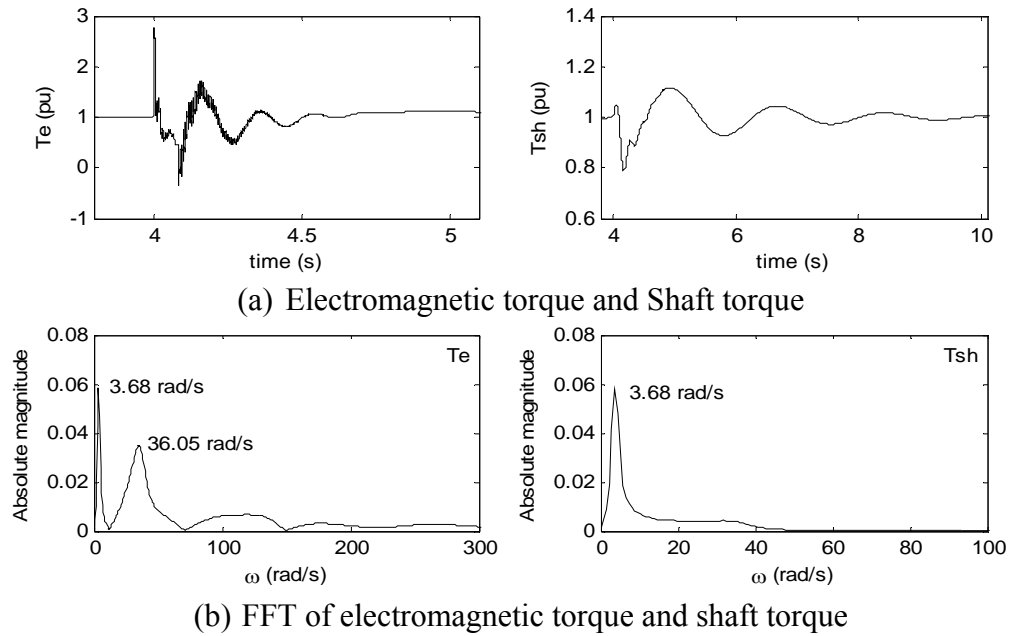 3
2
1
0
-1
Te (pu)
4
4.5
5
time (s)
1.4
1.2
1
0.8
0.6
Tsh (pu)
4
6
8
10
time (s)
(a) Electromagnetic torque and Shaft torque
0.08
0.06
0.04
0.02
0
Absolute magnitude
Te
3.68 rad/s
36.05 rad/s
0
100
200
300
ω (rad/s)
0.08
0.06
0.04
0.02
0
Absolute magnitude
Tsh
3.68 rad/s
0
20
40
60
80
100
ω (rad/s)
(b) FFT of electromagnetic torque and shaft torque